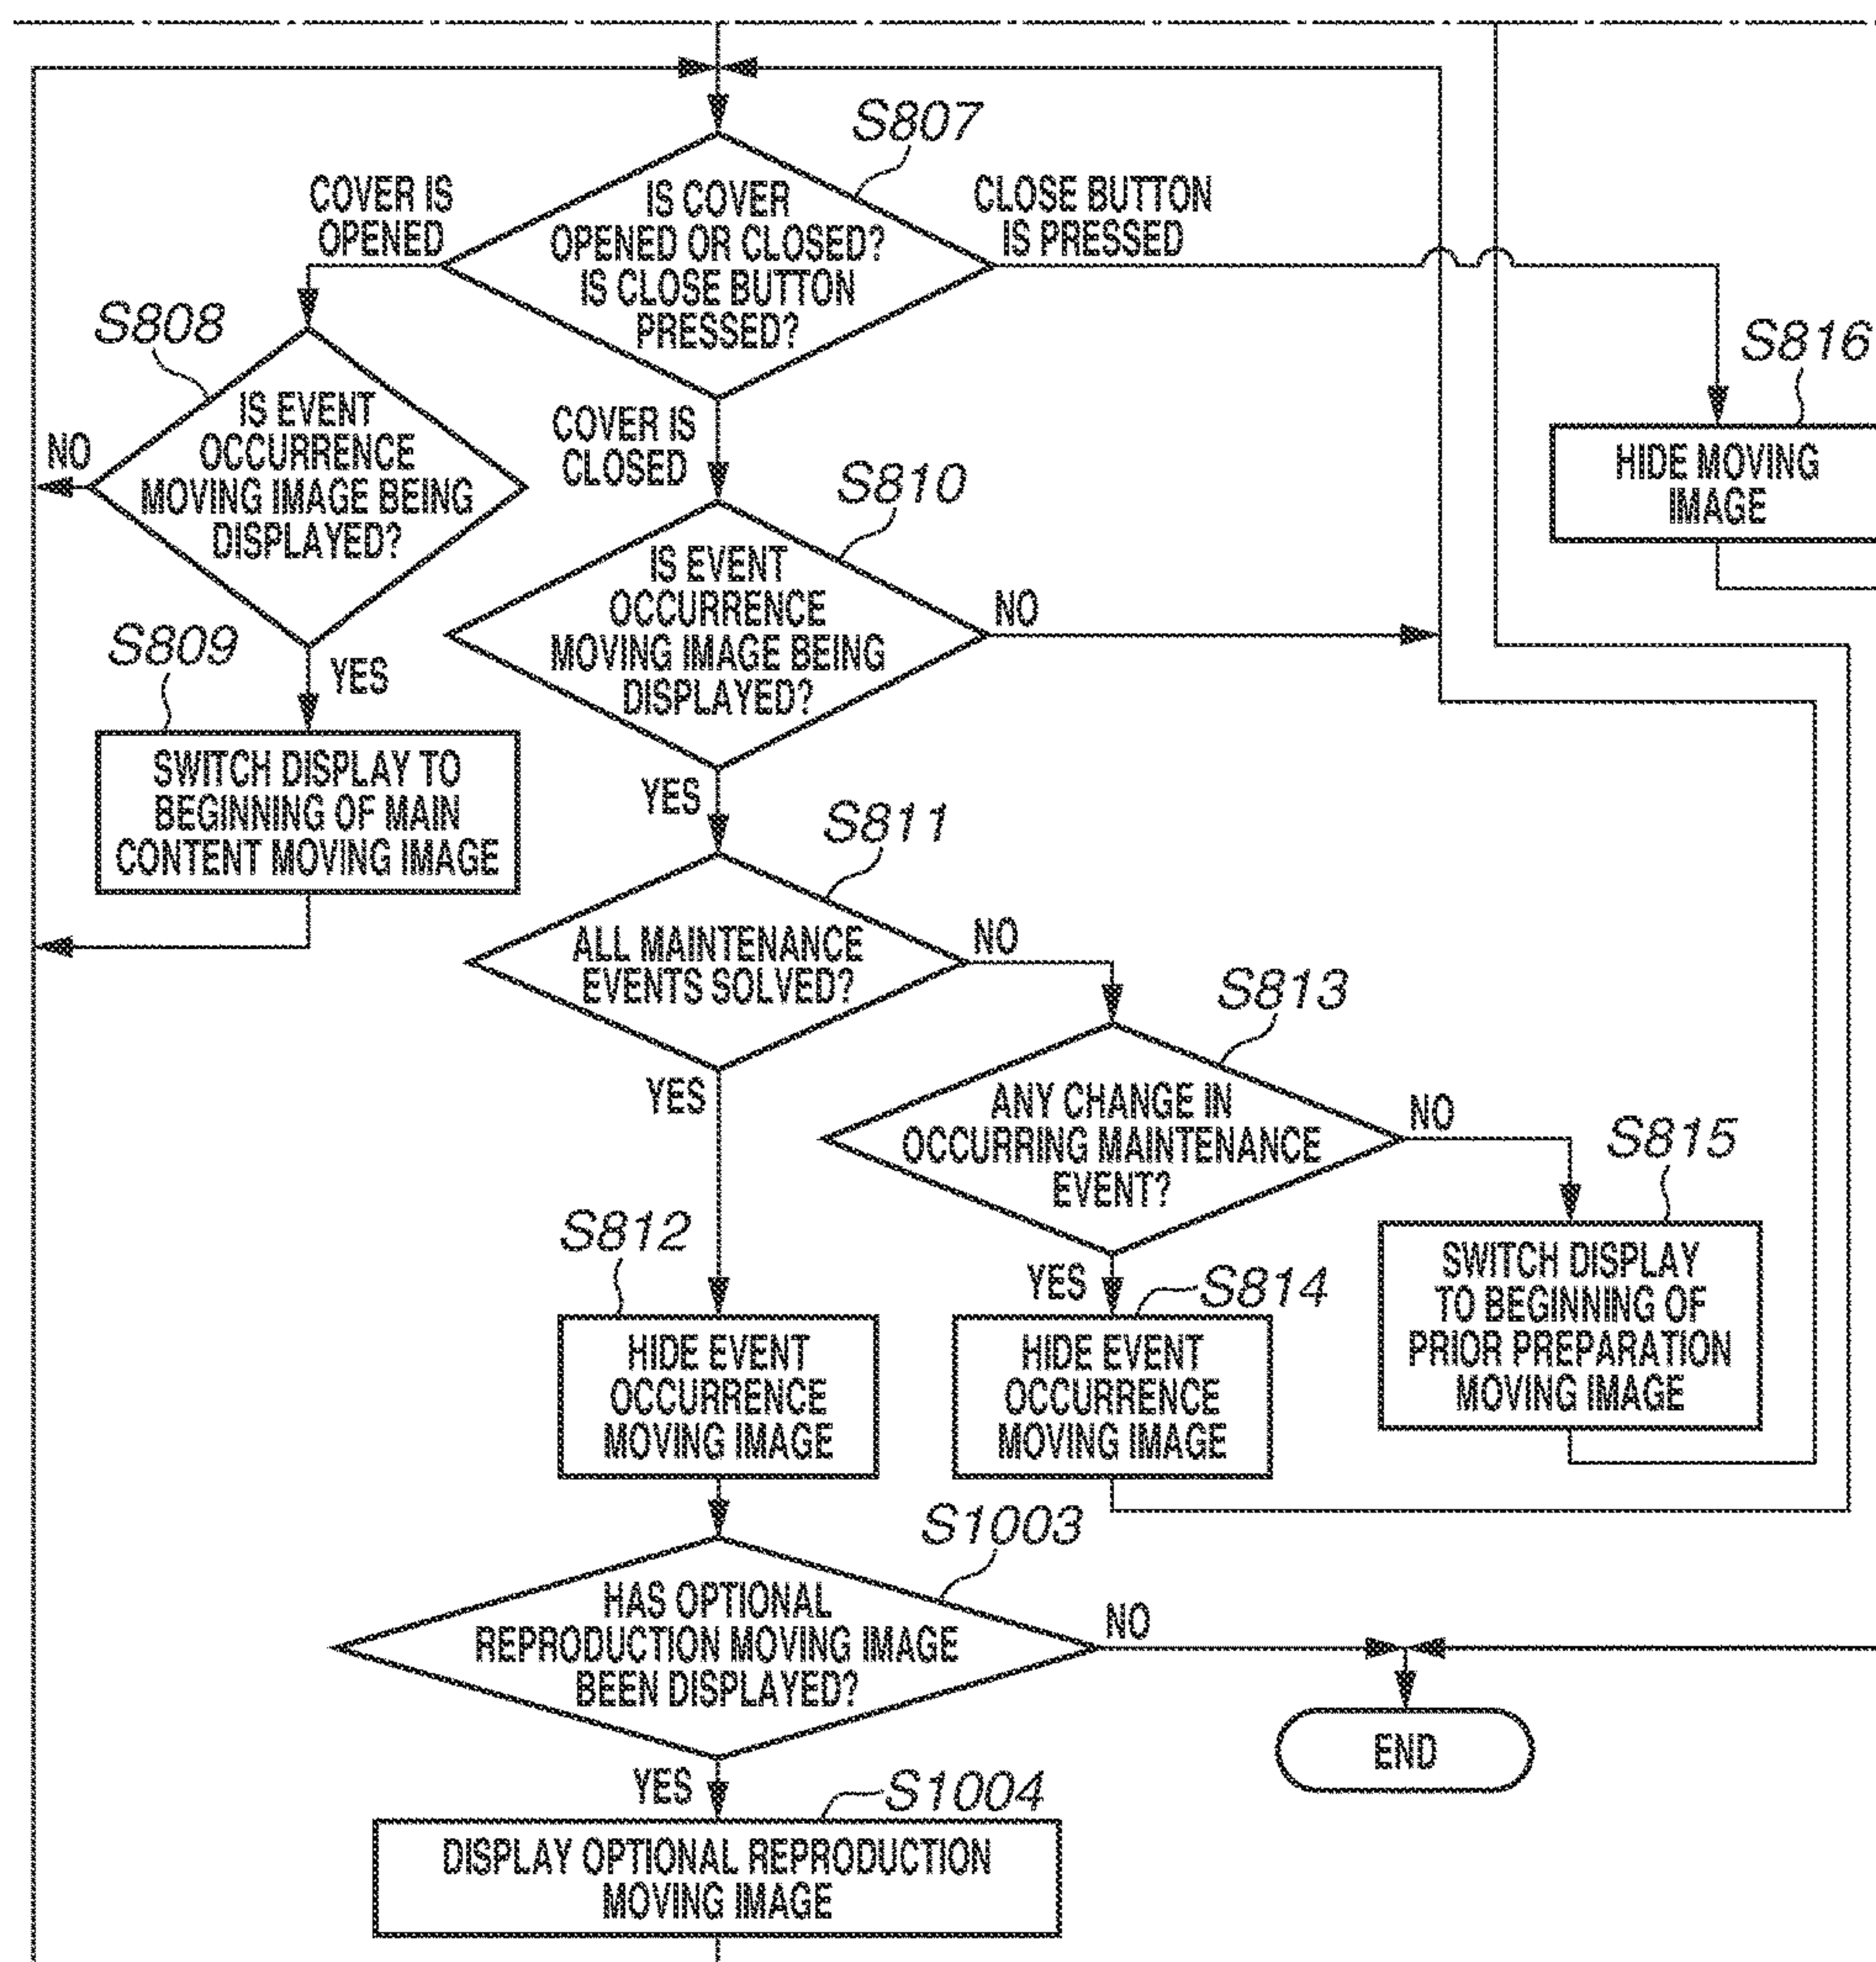 S807
IS COVER
OPENED OR CLOSED?
IS CLOSE BUTTON
PRESSED?
COVER IS
OPENED
CLOSE BUTTON
IS PRESSED
S808
IS EVENT
OCCURRENCE
MOVING IMAGE BEING
DISPLAYED?
NO
COVER IS
CLOSED
S816
HIDE MOVING
IMAGE
S810
IS EVENT
OCCURRENCE
MOVING IMAGE BEING
DISPLAYED?
NO
S809
YES
SWITCH DISPLAY TO
BEGINNING OF MAIN
CONTENT MOVING IMAGE
YES
S811
ALL MAINTENANCE
EVENTS SOLVED?
NO
S813
YES
ANY CHANGE IN
OCCURRING MAINTENANCE
EVENT?
NO
S815
SWITCH DISPLAY
TO BEGINNING OF
PRIOR PREPARATION
MOVING IMAGE
S812
HIDE EVENT
OCCURRENCE
MOVING IMAGE
YES
S814
HIDE EVENT
OCCURRENCE
MOVING IMAGE
S1003
HAS OPTIONAL
REPRODUCTION MOVING IMAGE
BEEN DISPLAYED?
NO
END
YES
S1004
DISPLAY OPTIONAL REPRODUCTION
MOVING IMAGE